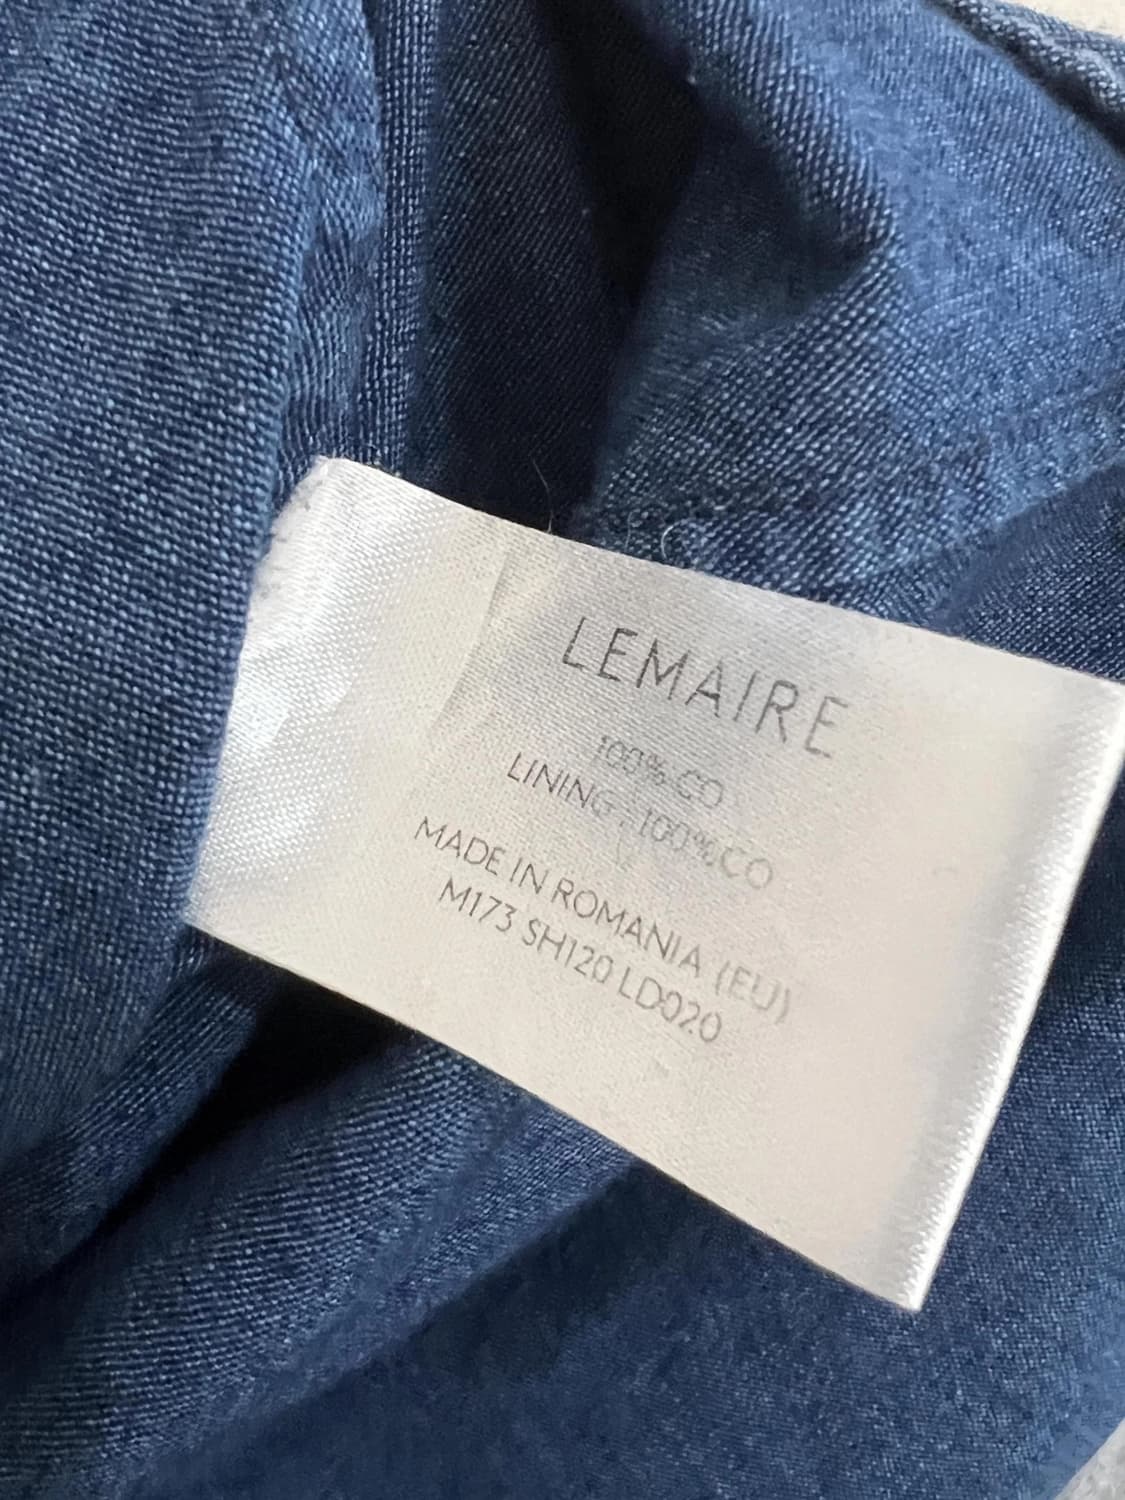 LEMAIRE
100% CO
LINING : 100% CO
MADE IN ROMANIA (EU)
M173 SH120 LD020